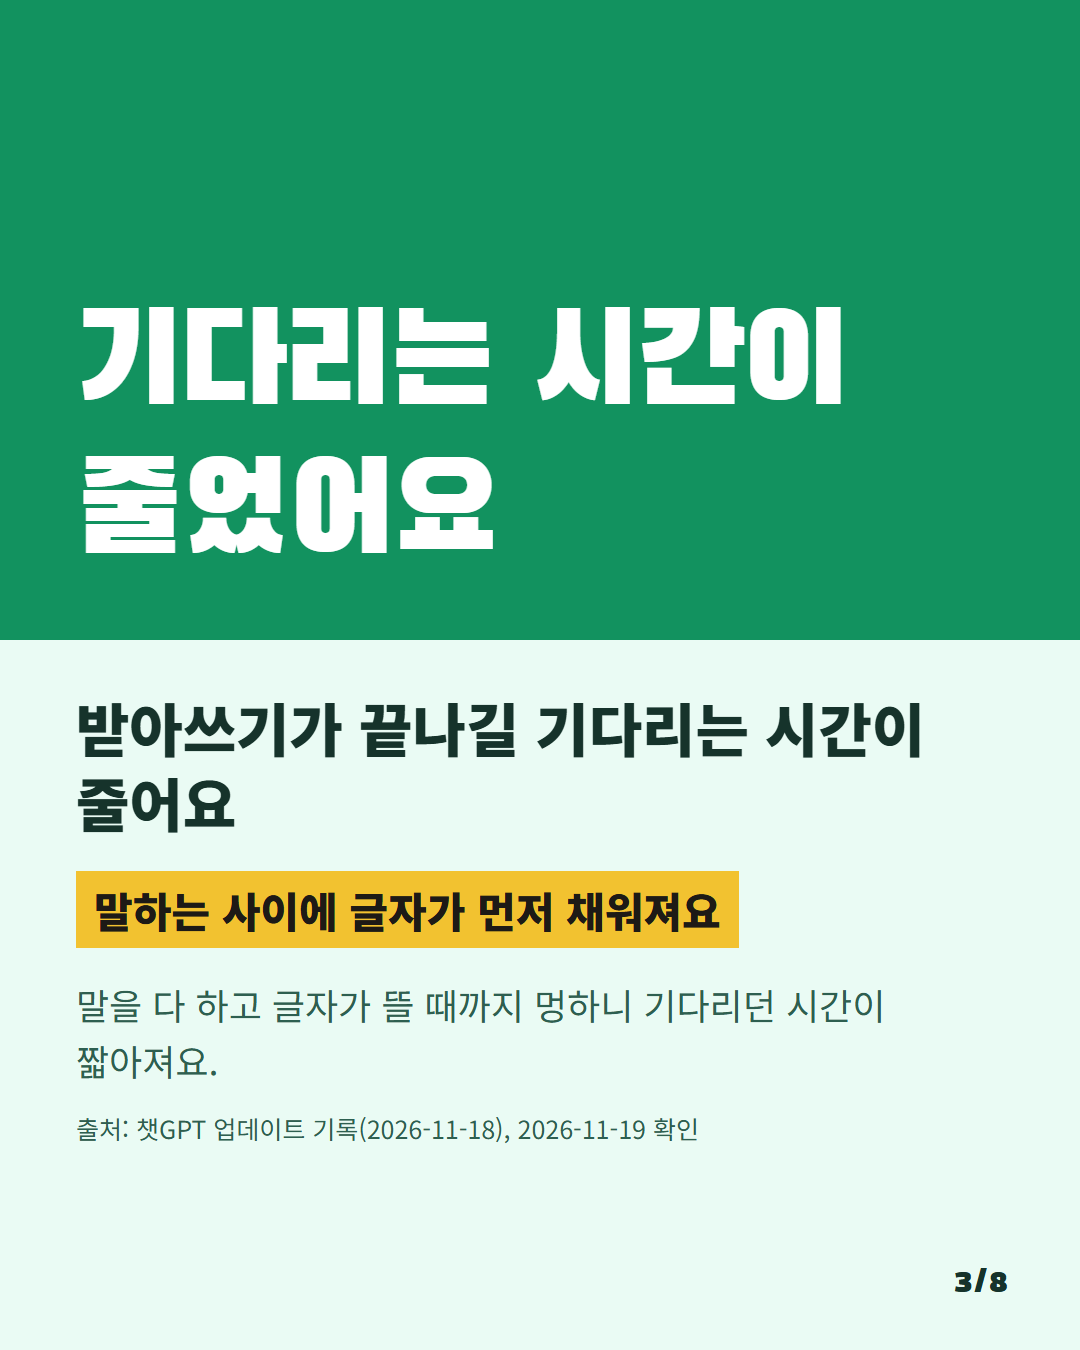 기다리는 시간이
줄었어요
받아쓰기가 끝나길 기다리는 시간이
줄어요
말하는 사이에 글자가 먼저 채워져요
말을 다 하고 글자가 뜰 때까지 멍하니 기다리던 시간이
짧아져요.
출처: 챗GPT 업데이트 기록(2026-11-18), 2026-11-19 확인
3/8